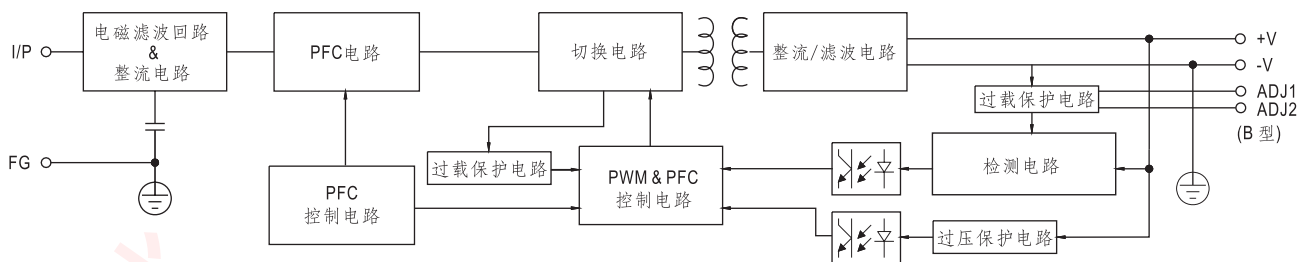 电磁滤波回路
&
整流电路
I/P
PFC电路
切换电路
整流/滤波电路
+V
-V
过载保护电路
ADJ1
ADJ2
(B 型)
FG
过载保护电路
PFC
控制电路
PWM & PFC
控制电路
检测电路
过压保护电路